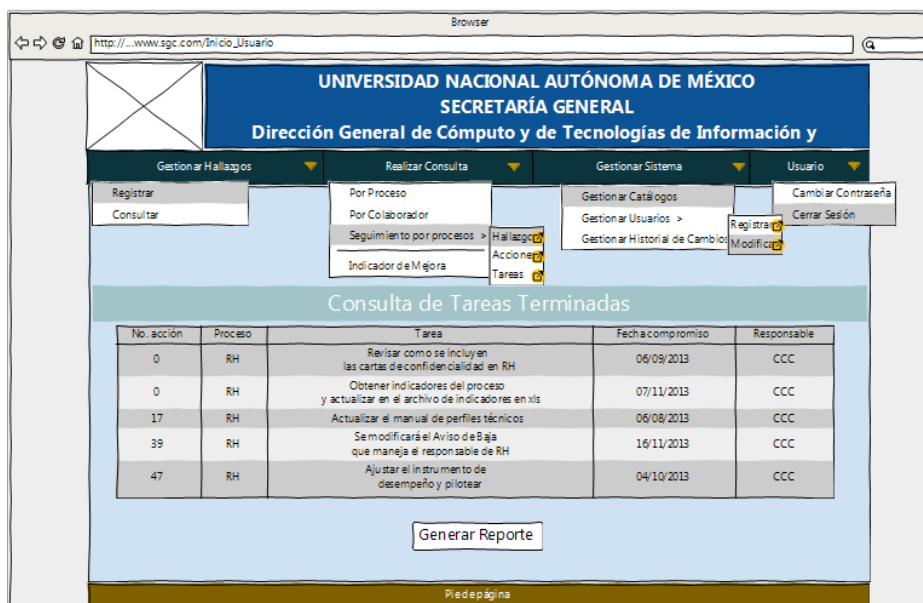 Browser
http://...www.sgc.com/Inicio_Usuario
UNIVERSIDAD NACIONAL AUTÓNOMA DE MÉXICO
SECRETARÍA GENERAL
Dirección General de Cómputo y de Tecnologías de Información y
Gestionar Hallazgos Realizar Consulta Gestionar Sistema Usuario
Registrar
Consultar
Por Proceso
Por Colaborador
Seguimiento por procesos >
Indicador de Mejora
Hallazgo
Accione
Tareas
Gestionar Catálogos
Gestionar Usuarios >
Gestionar Historial de Cambios
Registrar
Modifica
Cambiar Contraseña
Cerrar Sesión
Consulta de Tareas Terminadas
No. acción Proceso Tarea Fecha compromiso Responsable
0 RH Revisar como se incluyen
las cartas de confidencialidad en RH 06/09/2013 CCC
0 RH Obtener indicadores del proceso
y actualizar en el archivo de indicadores en xls 07/11/2013 CCC
17 RH Actualizar el manual de perfiles técnicos 06/08/2013 CCC
39 RH Se modificará el Aviso de Baja
que maneja el responsable de RH 16/11/2013 CCC
47 RH Ajustar el instrumento de
desempeño y pilotear 04/10/2013 CCC
Generar Reporte
Pie de página